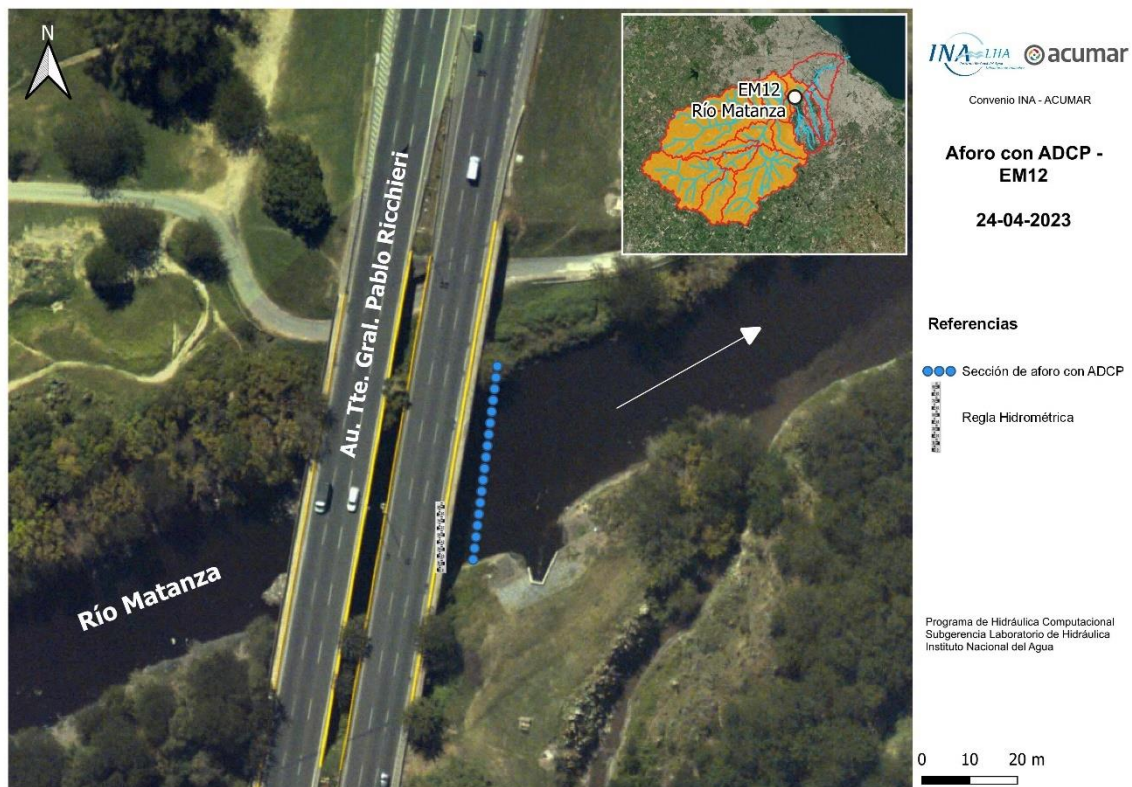 N
Au. Tte. Gral. Pablo Ricchieri
Río Matanza
EM12
Río Matanza
INA LHA
acumar
Convenio INA - ACUMAR
Aforo con ADCP -
EM12
24-04-2023
Referencias
Sección de aforo con ADCP
Regla Hidrométrica
Programa de Hidráulica Computacional
Subgerencia Laboratorio de Hidráulica
Instituto Nacional del Agua
0 10 20 m